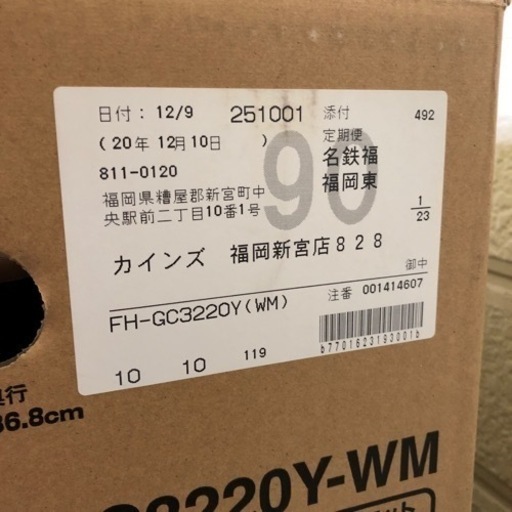 日付： 12/9 251001 添付 492
(20年 12月10日 ) 定期便
811-0120 名鉄福
福岡県糟屋郡新宮町中 福岡東
央駅前二丁目10番1号 90 1/23
カインズ 福岡新宮店８２８
御中
FH-GC3220Y(WM) 注番 001414607
b7701623193001b
10 10 119
奥行
36.8cm
GC3220Y-WM